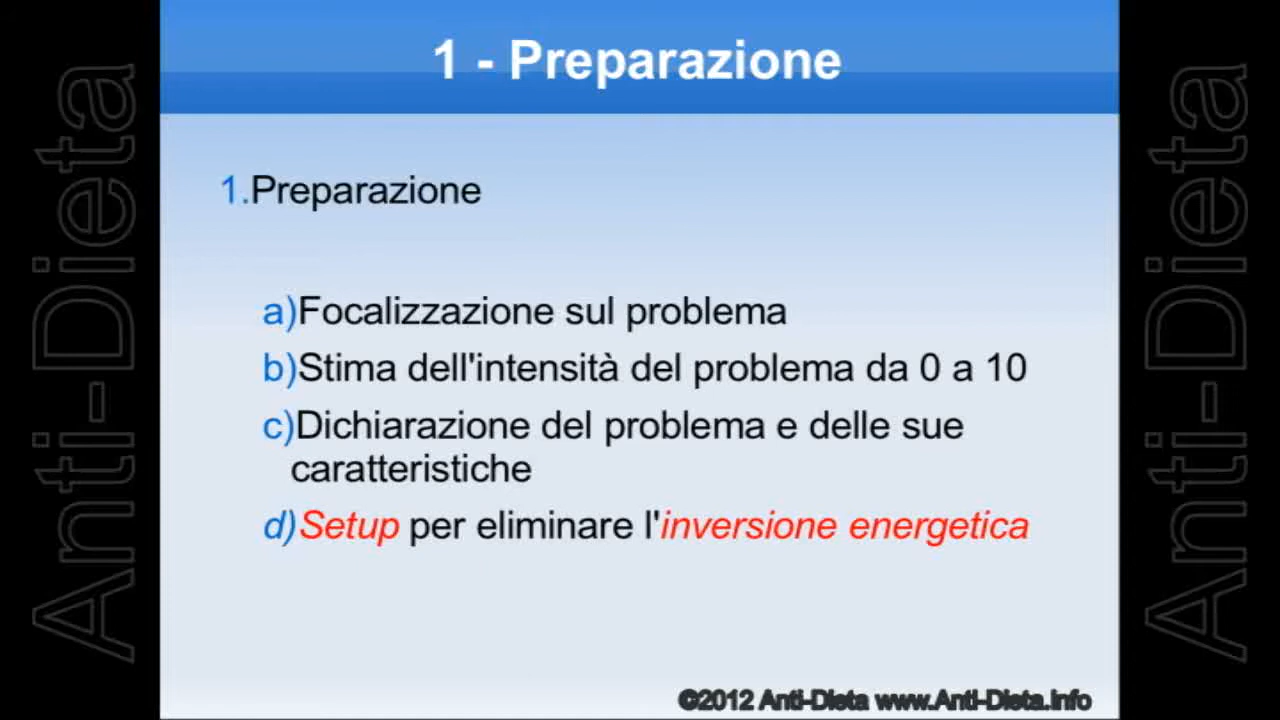 1 - Preparazione
1.Preparazione
a)Focalizzazione sul problema
b)Stima dell'intensità del problema da 0 a 10
c)Dichiarazione del problema e delle sue
caratteristiche
d)Setup per eliminare l'inversione energetica
©2012 Anti-Dieta www.Anti-Dieta.info
Anti-Dieta
Anti-Dieta